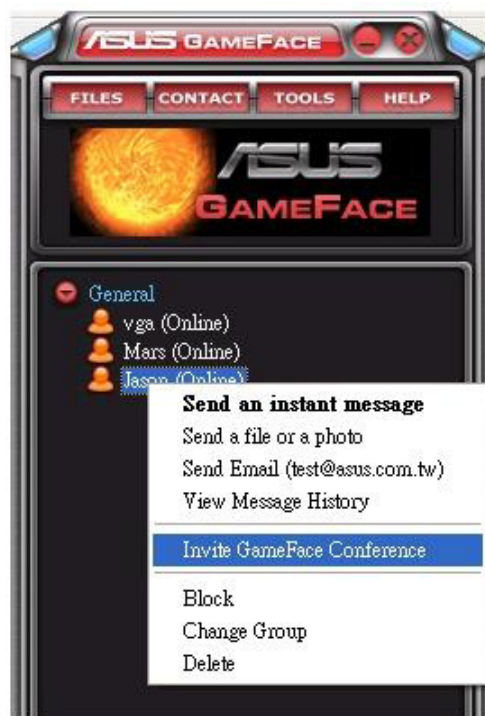 ASUS GAMEFACE
FILES CONTACT TOOLS HELP
ASUS
GAMEFACE
General
vga (Online)
Mars (Online)
Jason (Online)
Send an instant message
Send a file or a photo
Send Email (test@asus.com.tw)
View Message History
Invite GameFace Conference
Block
Change Group
Delete